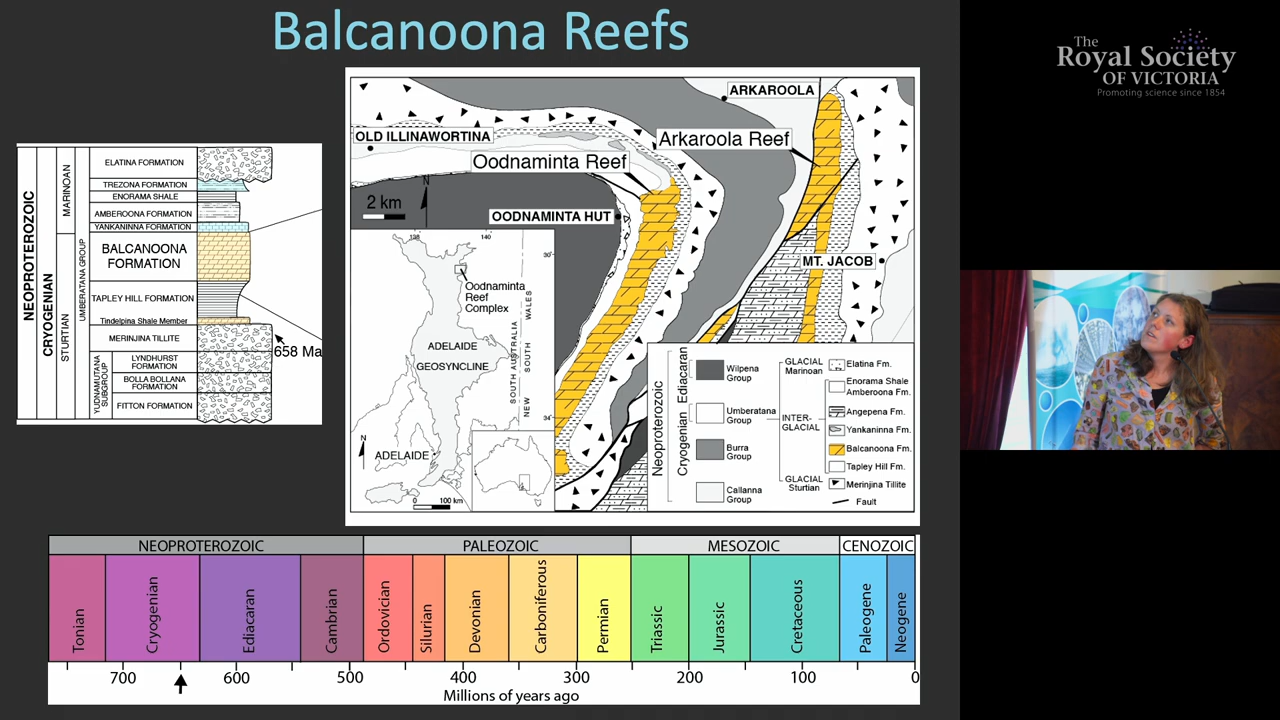 Balcanoona Reefs
The
Royal Society
OF VICTORIA
Promoting science since 1854
NEOPROTEROZOIC
CRYOGENIAN
MARINOAN
STURTIAN
UMBERATANA GROUP
YUDNAMUTANA
SUBGROUP
ELATINA FORMATION
TREZONA FORMATION
ENORAMA SHALE
AMBEROONA FORMATION
YANKANINNA FORMATION
BALCANOONA
FORMATION
TAPLEY HILL FORMATION
Tindelpina Shale Member
MERINJINA TILLITE
LYNDHURST
FORMATION
BOLLA BOLLANA
FORMATION
FITTON FORMATION
658 Ma
ARKAROOLA
OLD ILLINAWORTINA
Arkaroola Reef
Oodnaminta Reef
N
2 km
OODNAMINTA HUT
MT. JACOB
138
140
30°
Oodnaminta
Reef
Complex
ADELAIDE
GEOSYNCLINE
SOUTH AUSTRALIA
NEW SOUTH WALES
34
N
ADELAIDE
0 100 km
Neoproterozoic
Cryogenian
Ediacaran
Wilpena
Group
Umberatana
Group
Burra
Group
Callanna
Group
GLACIAL
Marinoan
INTER-
GLACIAL
GLACIAL
Sturtian
Elatina Fm.
Enorama Shale
Amberoona Fm.
Angepena Fm.
Yankaninna Fm.
Balcanoona Fm.
Tapley Hill Fm.
Merinjina Tillite
Fault
NEOPROTEROZOIC PALEOZOIC MESOZOIC CENOZOIC
Tonian Cryogenian Ediacaran Cambrian Ordovician Silurian Devonian Carboniferous Permian Triassic Jurassic Cretaceous Paleogene Neogene
700 600 500 400 300 200 100 0
Millions of years ago